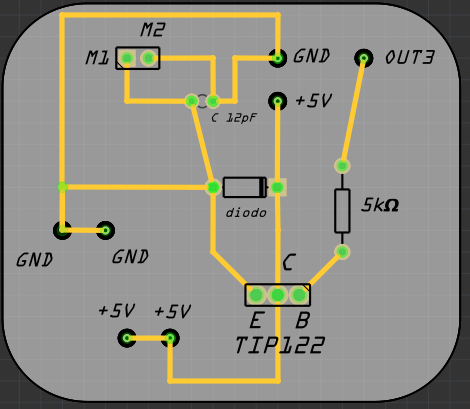 M2
M1
GND
OUT3
+5V
C 12pF
5kΩ
diodo
GND
GND
C
+5V
+5V
E
B
TIP122